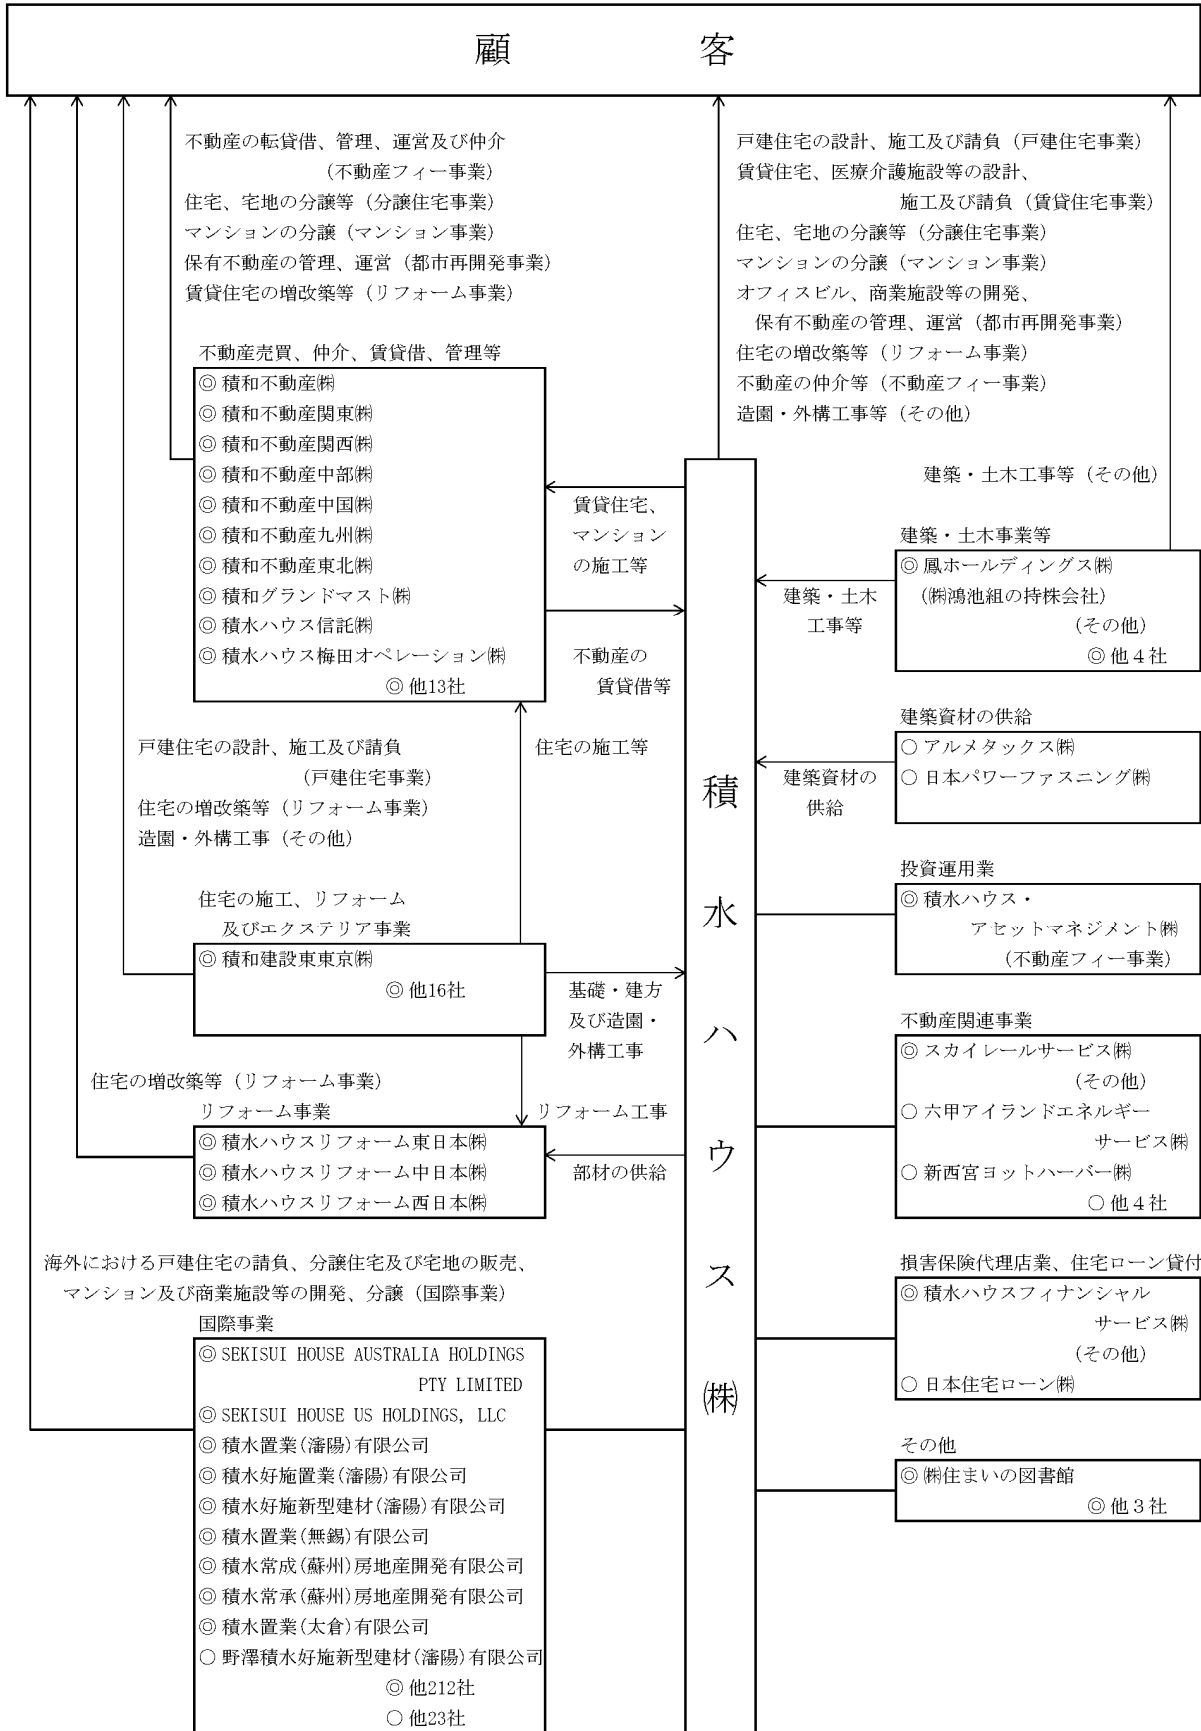 顧客
不動産の転貸借、管理、運営及び仲介
(不動産フィー事業)
住宅、宅地の分譲等 (分譲住宅事業)
マンションの分譲 (マンション事業)
保有不動産の管理、運営 (都市再開発事業)
賃貸住宅の増改築等 (リフォーム事業)
戸建住宅の設計、施工及び請負 (戸建住宅事業)
賃貸住宅、医療介護施設等の設計、
施工及び請負 (賃貸住宅事業)
住宅、宅地の分譲等 (分譲住宅事業)
マンションの分譲 (マンション事業)
オフィスビル、商業施設等の開発、
保有不動産の管理、運営 (都市再開発事業)
住宅の増改築等 (リフォーム事業)
不動産の仲介等 (不動産フィー事業)
造園・外構工事等 (その他)
不動産売買、仲介、賃貸借、管理等
◎ 積和不動産㈱
◎ 積和不動産関東㈱
◎ 積和不動産関西㈱
◎ 積和不動産中部㈱
◎ 積和不動産中国㈱
◎ 積和不動産九州㈱
◎ 積和不動産東北㈱
◎ 積和グランドマスト㈱
◎ 積水ハウス信託㈱
◎ 積水ハウス梅田オペレーション㈱
◎ 他13社
賃貸住宅、
マンション
の施工等
不動産の
賃貸借等
建築・土木工事等 (その他)
建築・土木事業等
◎ 鳳ホールディングス㈱
(㈱鴻池組の持株会社)
(その他)
◎ 他4社
建築・土木
工事等
建築資材の供給
○ アルメタックス㈱
○ 日本パワーファスニング㈱
建築資材の
供給
戸建住宅の設計、施工及び請負
(戸建住宅事業)
住宅の増改築等 (リフォーム事業)
造園・外構工事 (その他)
住宅の施工等
積水ハウス㈱
投資運用業
◎ 積水ハウス・
アセットマネジメント㈱
(不動産フィー事業)
住宅の施工、リフォーム
及びエクステリア事業
◎ 積和建設東東京㈱
◎ 他16社
基礎・建方
及び造園・
外構工事
不動産関連事業
◎ スカイレールサービス㈱
(その他)
○ 六甲アイランドエネルギー
サービス㈱
○ 新西宮ヨットハーバー㈱
○ 他4社
住宅の増改築等 (リフォーム事業)
リフォーム事業
リフォーム工事
◎ 積水ハウスリフォーム東日本㈱
◎ 積水ハウスリフォーム中日本㈱
◎ 積水ハウスリフォーム西日本㈱
部材の供給
損害保険代理店業、住宅ローン貸付
◎ 積水ハウスフィナンシャル
サービス㈱
(その他)
○ 日本住宅ローン㈱
海外における戸建住宅の請負、分譲住宅及び宅地の販売、
マンション及び商業施設等の開発、分譲 (国際事業)
国際事業
◎ SEKISUI HOUSE AUSTRALIA HOLDINGS
PTY LIMITED
◎ SEKISUI HOUSE US HOLDINGS, LLC
◎ 積水置業(瀋陽)有限公司
◎ 積水好施置業(瀋陽)有限公司
◎ 積水好施新型建材(瀋陽)有限公司
◎ 積水置業(無錫)有限公司
◎ 積水常成(蘇州)房地産開発有限公司
◎ 積水常承(蘇州)房地産開発有限公司
◎ 積水置業(太倉)有限公司
○ 野澤積水好施新型建材(瀋陽)有限公司
◎ 他212社
○ 他23社
その他
◎ ㈱住まいの図書館
◎ 他3社